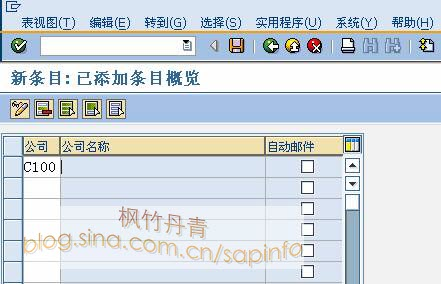 表视图(T) 编辑(E) 转到(G) 选择(S) 实用程序(U) 系统(Y) 帮助(H)
新条目: 已添加条目概览
公司 公司名称 自动邮件
C100
枫竹丹青
blog.sina.com.cn/sapinfo